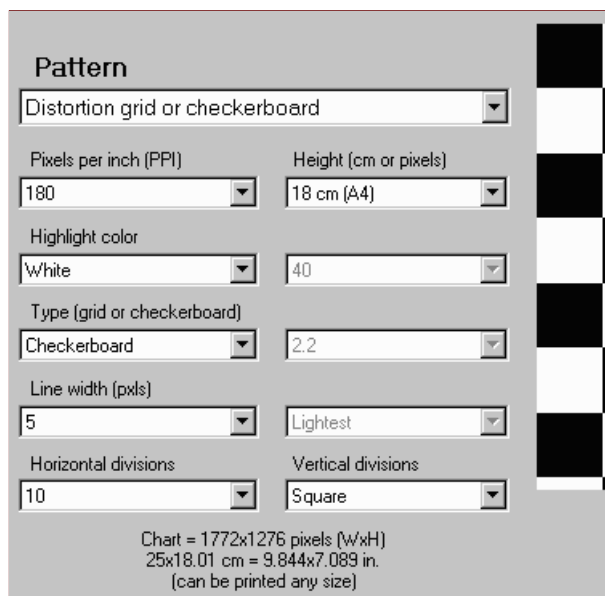 Pattern
Distortion grid or checkerboard
Pixels per inch (PPI) Height (cm or pixels)
180 18 cm (A4)
Highlight color
White 40
Type (grid or checkerboard)
Checkerboard 2.2
Line width (pxls)
5 Lightest
Horizontal divisions Vertical divisions
10 Square
Chart = 1772x1276 pixels (WxH)
25x18.01 cm = 9.844x7.089 in.
(can be printed any size)